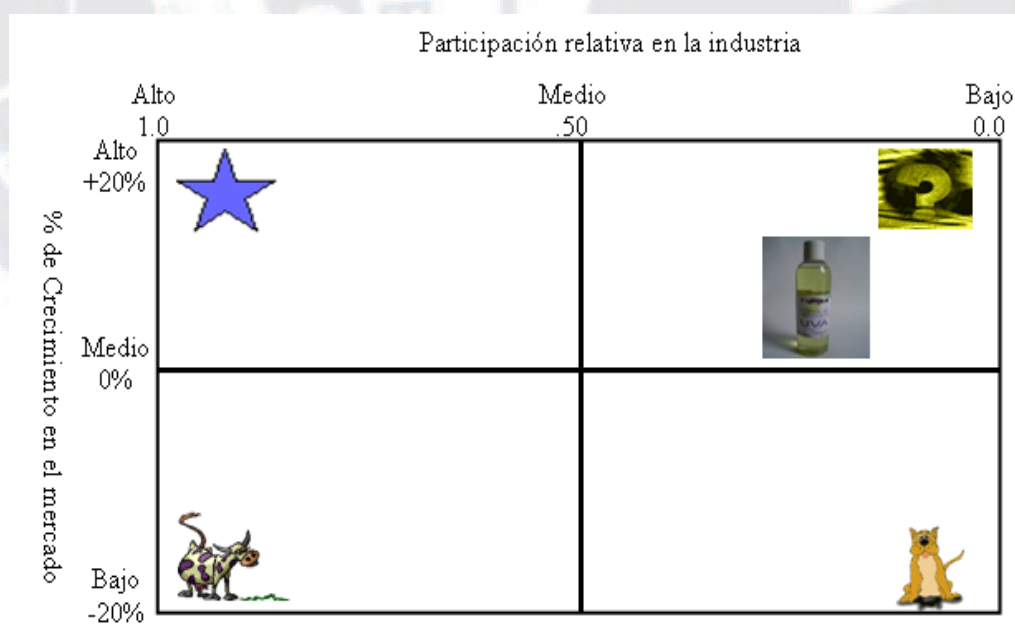 Participación relativa en la industria
Alto
Medio
Bajo
1.0
.50
0.0
Alto
+20%
% de Crecimiento en el mercado
Medio
0%
Bajo
-20%
UVA